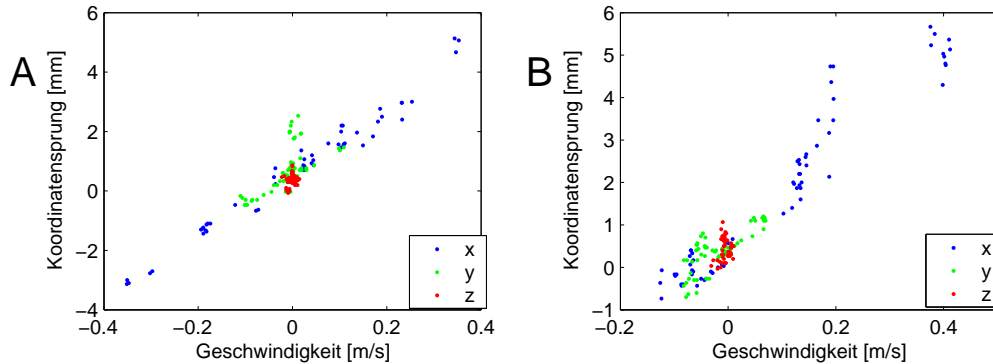 A
Koordinatensprung [mm]
6
4
2
0
−2
−4
−0.4 −0.2 0 0.2 0.4
Geschwindigkeit [m/s]
x
y
z
B
Koordinatensprung [mm]
6
5
4
3
2
1
0
−1
−0.2 0 0.2 0.4
Geschwindigkeit [m/s]
x
y
z